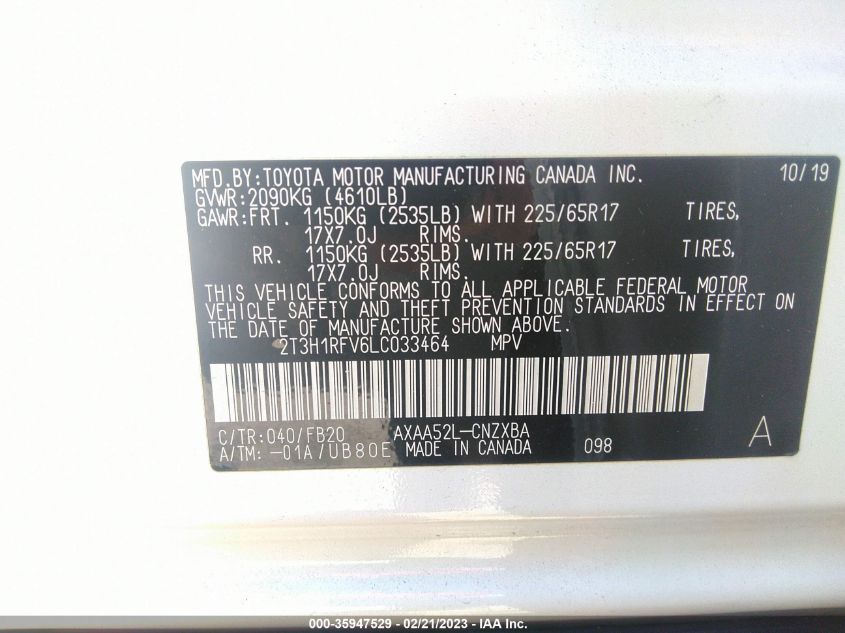 MFD.BY:TOYOTA MOTOR MANUFACTURING CANADA INC. 10/19
GVWR:2090KG (4610LB)
GAWR:FRT. 1150KG (2535LB) WITH 225/65R17 TIRES,
17X7.0J RIMS.
RR. 1150KG (2535LB) WITH 225/65R17 TIRES,
17X7.0J RIMS.
THIS VEHICLE CONFORMS TO ALL APPLICABLE FEDERAL MOTOR
VEHICLE SAFETY AND THEFT PREVENTION STANDARDS IN EFFECT ON
THE DATE OF MANUFACTURE SHOWN ABOVE.
2T3H1RFV6LC033464 MPV
C/TR:040/FB20 AXAA52L-CNZXBA
A/TM: -01A/UB80E MADE IN CANADA 098 A
000-35947529 - 02/21/2023 - IAA Inc.